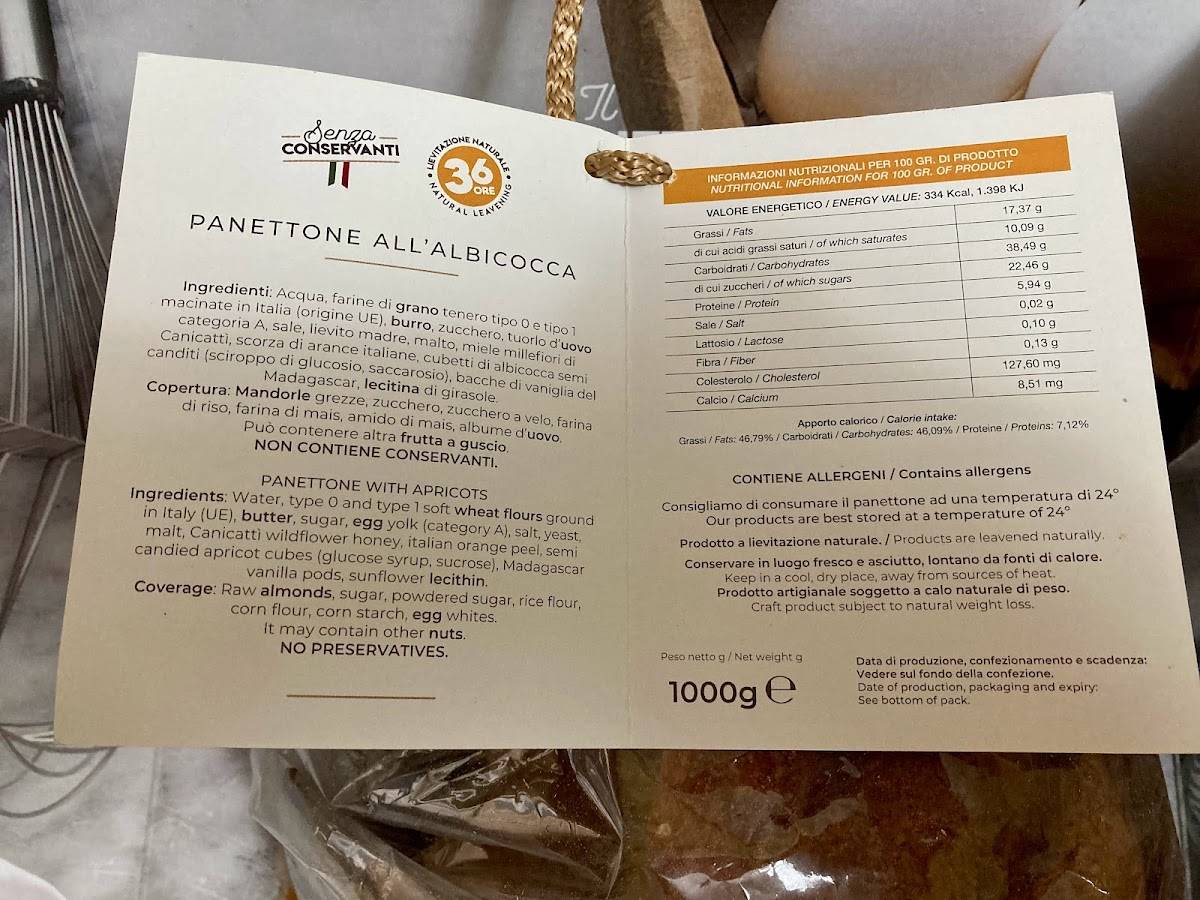 Il
Senza
CONSERVANTI
LIEVITAZIONE NATURALE
36
ORE
NATURAL LEAVENING
PANETTONE ALL'ALBICOCCA
Ingredienti: Acqua, farine di grano tenero tipo 0 e tipo 1
macinate in Italia (origine UE), burro, zucchero, tuorlo d'uovo
categoria A, sale, lievito madre, malto, miele millefiori di
Canicattì, scorza di arance italiane, cubetti di albicocca semi
canditi (sciroppo di glucosio, saccarosio), bacche di vaniglia del
Madagascar, lecitina di girasole.
Copertura: Mandorle grezze, zucchero, zucchero a velo, farina
di riso, farina di mais, amido di mais, albume d'uovo.
Può contenere altra frutta a guscio.
NON CONTIENE CONSERVANTI.
PANETTONE WITH APRICOTS
Ingredients: Water, type 0 and type 1 soft wheat flours ground
in Italy (UE), butter, sugar, egg yolk (category A), salt, yeast,
malt, Canicattì wildflower honey, italian orange peel, semi
candied apricot cubes (glucose syrup, sucrose), Madagascar
vanilla pods, sunflower lecithin.
Coverage: Raw almonds, sugar, powdered sugar, rice flour,
corn flour, corn starch, egg whites.
It may contain other nuts.
NO PRESERVATIVES.
INFORMAZIONI NUTRIZIONALI PER 100 GR. DI PRODOTTO
NUTRITIONAL INFORMATION FOR 100 GR. OF PRODUCT
VALORE ENERGETICO / ENERGY VALUE: 334 Kcal, 1.398 KJ
Grassi / Fats 17,37 g
di cui acidi grassi saturi / of which saturates 10,09 g
Carboidrati / Carbohydrates 38,49 g
di cui zuccheri / of which sugars 22,46 g
Proteine / Protein 5,94 g
Sale / Salt 0,02 g
Lattosio / Lactose 0,10 g
Fibra / Fiber 0,13 g
Colesterolo / Cholesterol 127,60 mg
Calcio / Calcium 8,51 mg
Apporto calorico / Calorie intake:
Grassi / Fats: 46,79% / Carboidrati / Carbohydrates: 46,09% / Proteine / Proteins: 7,12%
CONTIENE ALLERGENI / Contains allergens
Consigliamo di consumare il panettone ad una temperatura di 24°
Our products are best stored at a temperature of 24°
Prodotto a lievitazione naturale. / Products are leavened naturally.
Conservare in luogo fresco e asciutto, lontano da fonti di calore.
Keep in a cool, dry place, away from sources of heat.
Prodotto artigianale soggetto a calo naturale di peso.
Craft product subject to natural weight loss.
Peso netto g / Net weight g
1000g ℮
Data di produzione, confezionamento e scadenza:
Vedere sul fondo della confezione.
Date of production, packaging and expiry:
See bottom of pack.